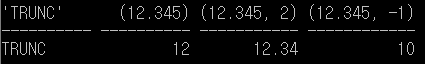 'TRUNC' (12.345) (12.345, 2) (12.345, -1)
---------- ---------- ----------- ------------
TRUNC 12 12.34 10